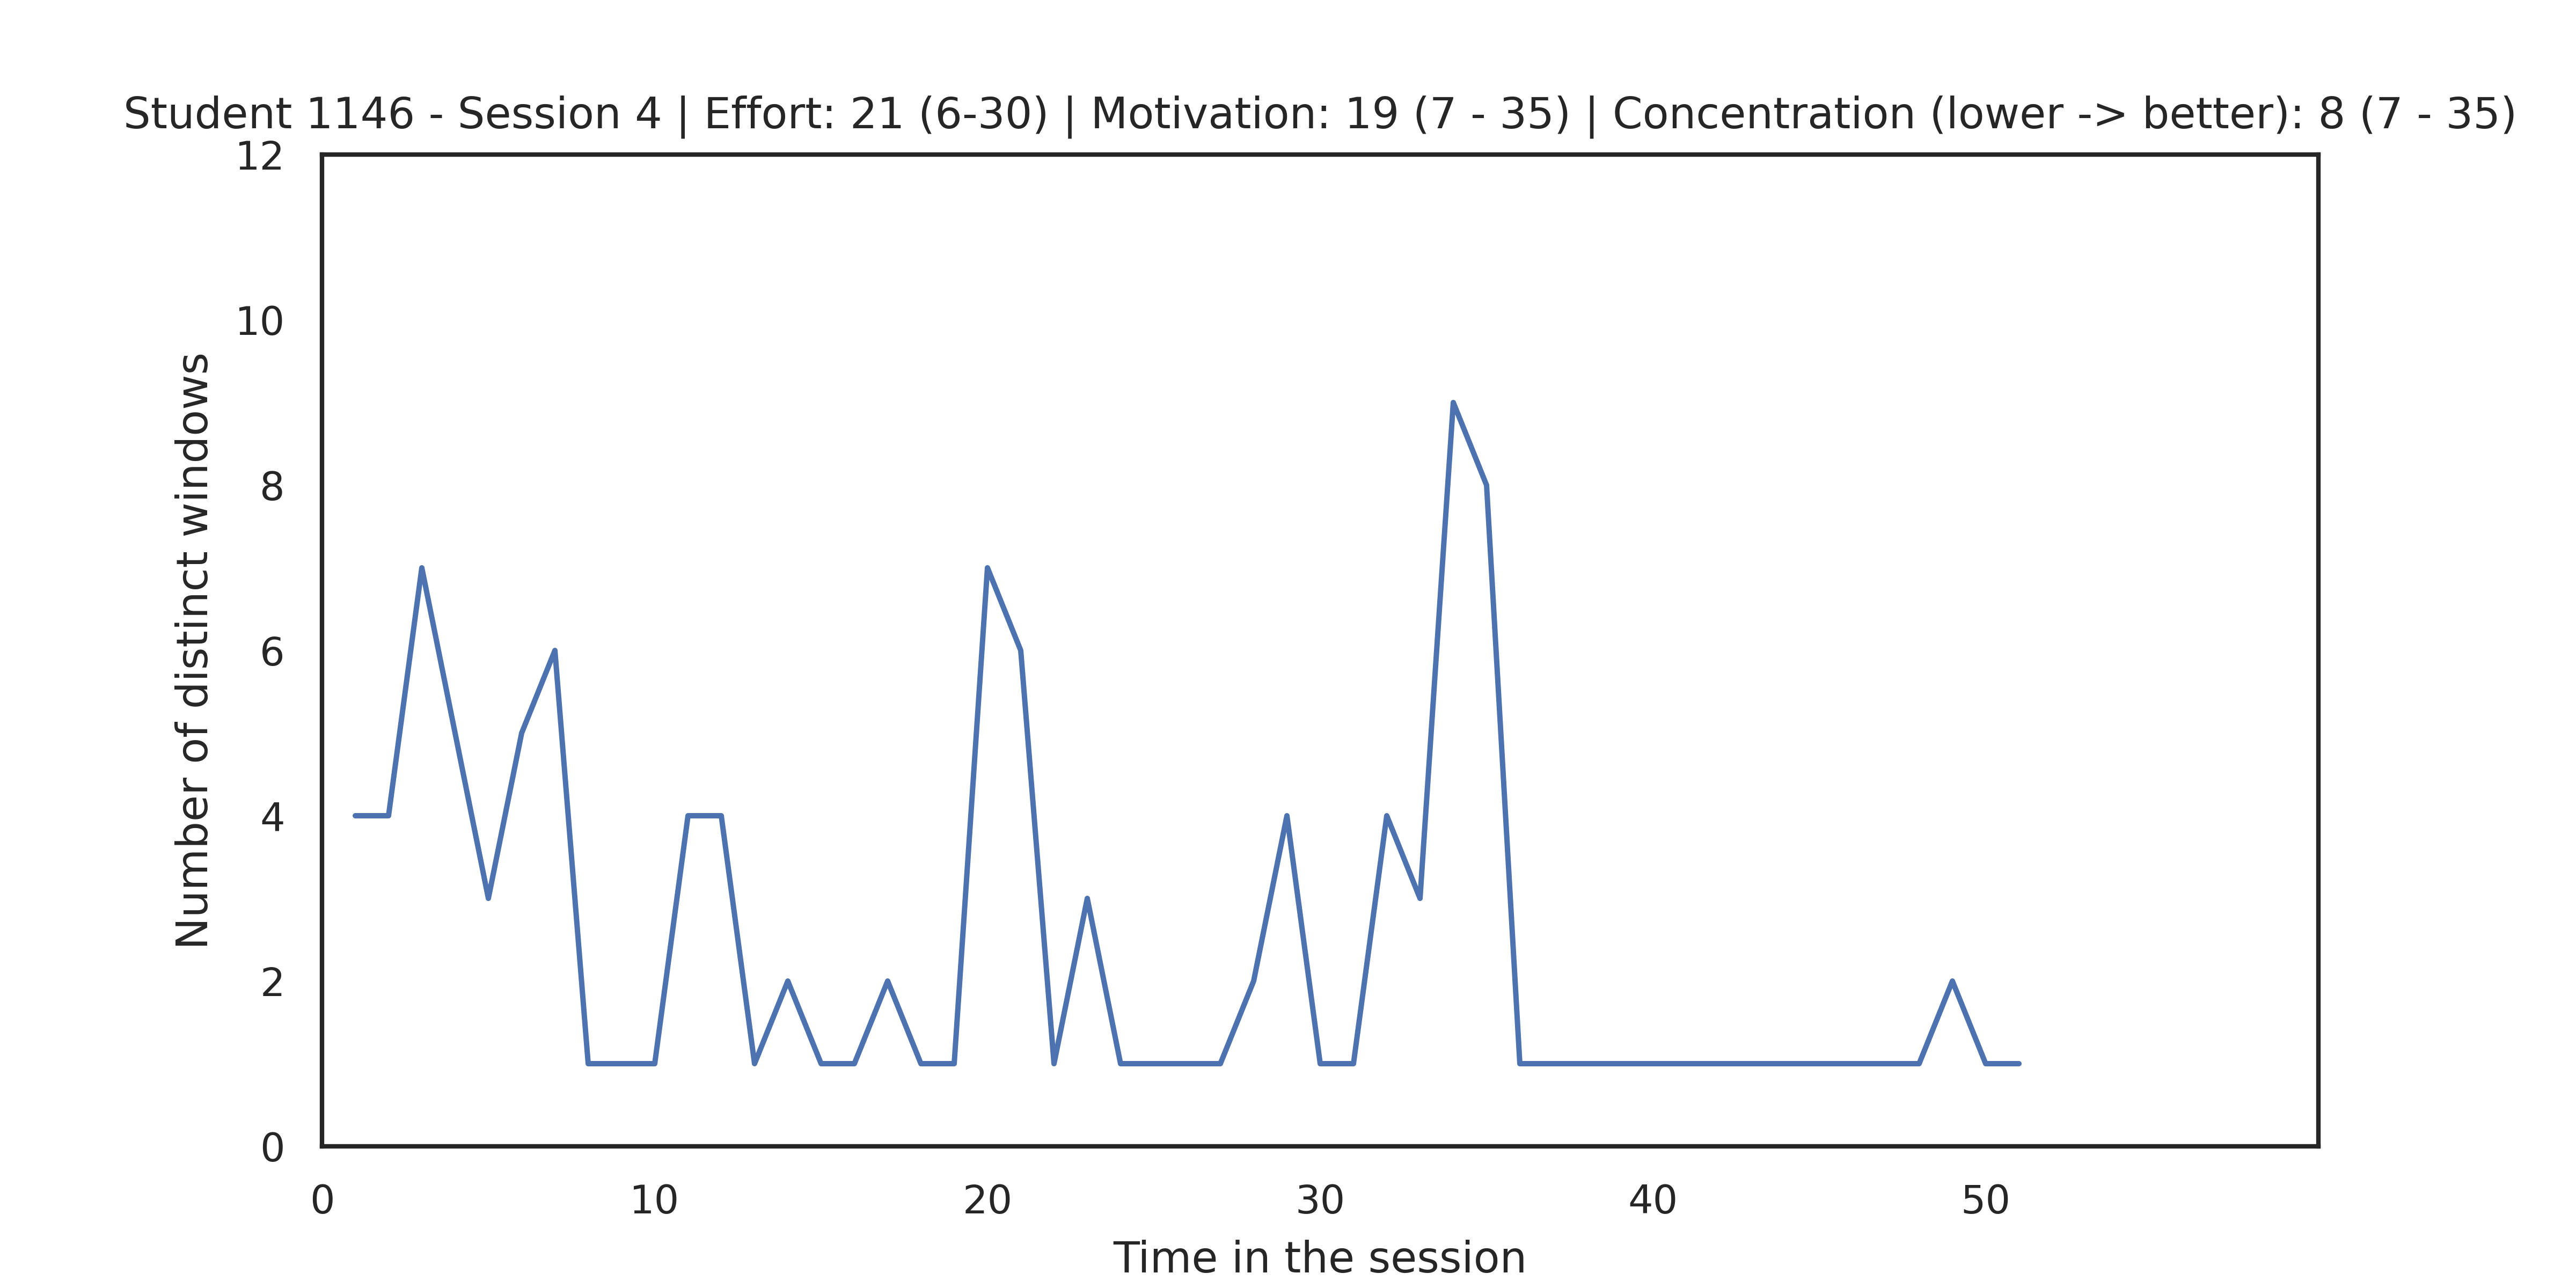 Student 1146 - Session 4 | Effort: 21 (6-30) | Motivation: 19 (7 - 35) | Concentration (lower -> better): 8 (7 - 35)
12
10
8
6
4
2
0
Number of distinct windows
0 10 20 30 40 50
Time in the session